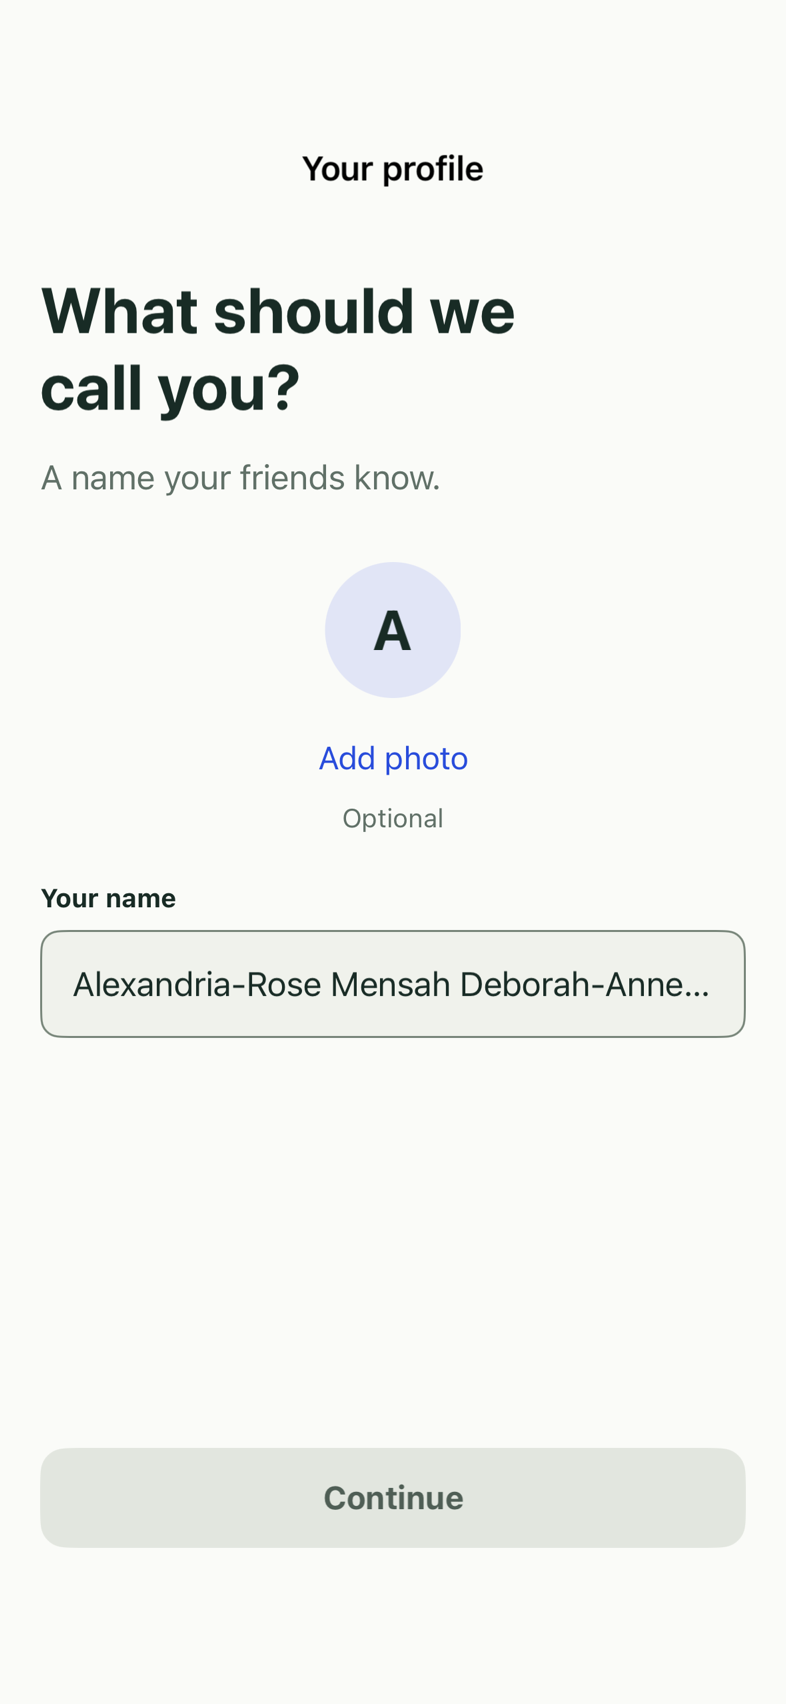 Your profile
What should we
call you?
A name your friends know.
A
Add photo
Optional
Your name
Alexandria-Rose Mensah Deborah-Anne...
Continue